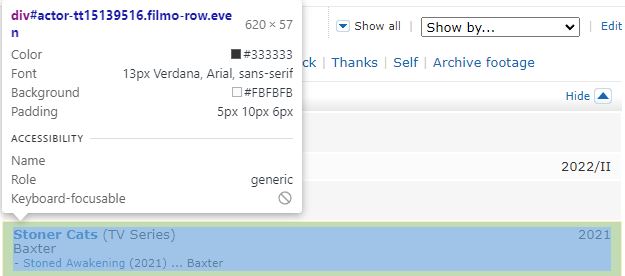 div#actor-tt15139516.filmo-row.eve
n
620 × 57
Color #333333
Font 13px Verdana, Arial, sans-serif
Background #FBFBFB
Padding 5px 10px 6px
ACCESSIBILITY
Name
Role generic
Keyboard-focusable
Show all | Show by... | Edit
ck | Thanks | Self | Archive footage
Hide
2022/II
Stoner Cats (TV Series) 2021
Baxter
- Stoned Awakening (2021) ... Baxter